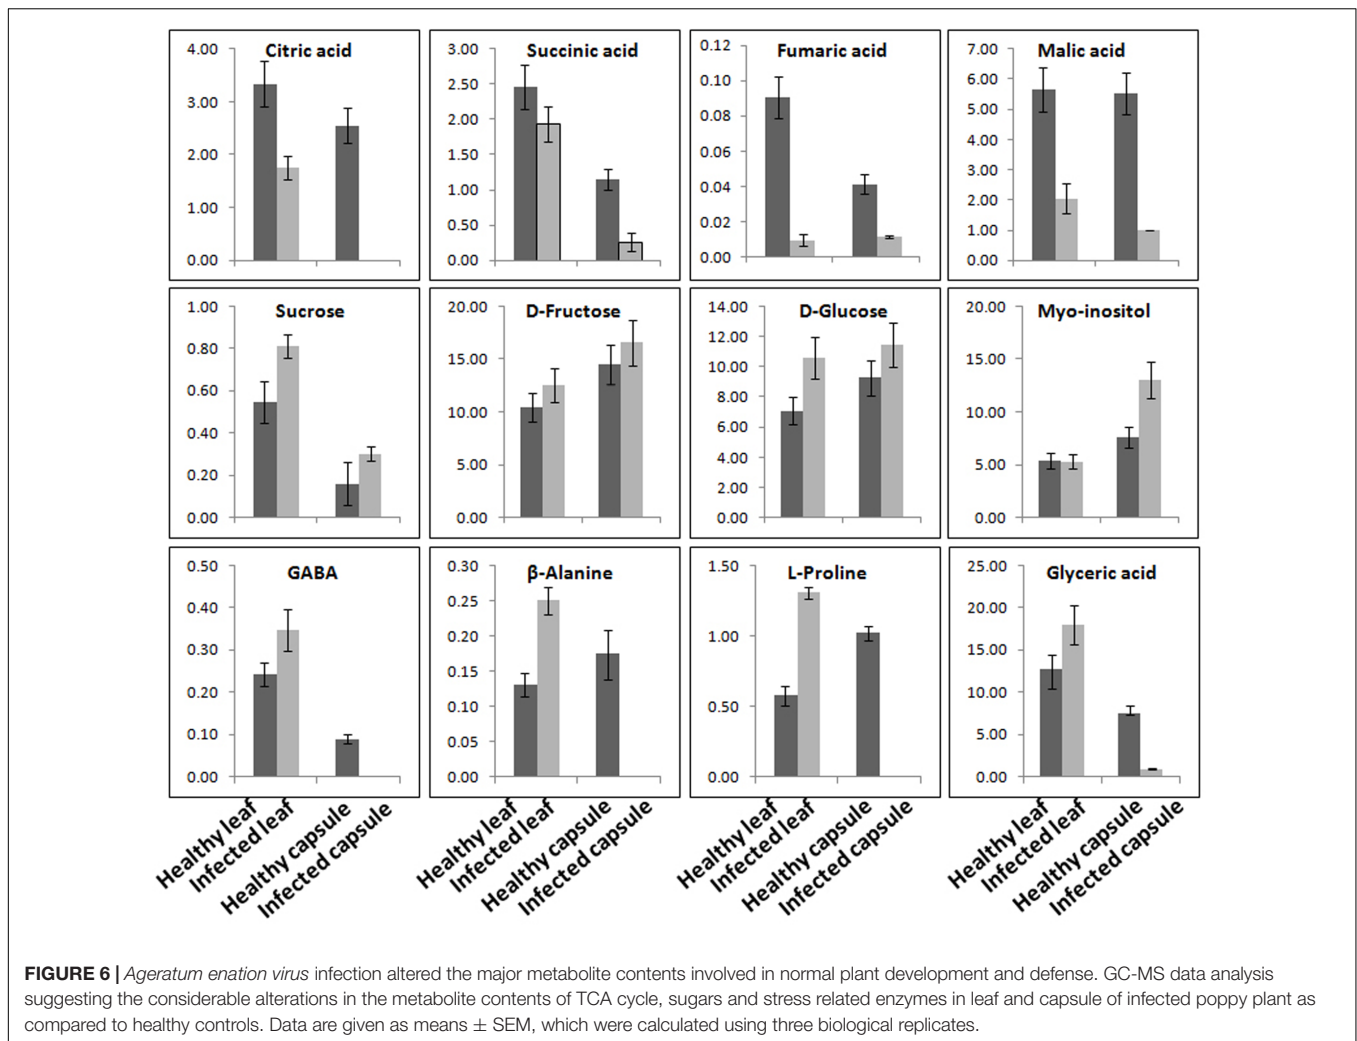 Citric acid
4.00
3.00
2.00
1.00
0.00
Succinic acid
3.00
2.50
2.00
1.50
1.00
0.50
0.00
Fumaric acid
0.12
0.10
0.08
0.06
0.04
0.02
0.00
Malic acid
7.00
6.00
5.00
4.00
3.00
2.00
1.00
0.00
Sucrose
1.00
0.80
0.60
0.40
0.20
0.00
D-Fructose
20.00
15.00
10.00
5.00
0.00
D-Glucose
14.00
12.00
10.00
8.00
6.00
4.00
2.00
0.00
Myo-inositol
20.00
15.00
10.00
5.00
0.00
GABA
0.50
0.40
0.30
0.20
0.10
0.00
β-Alanine
0.30
0.25
0.20
0.15
0.10
0.05
0.00
L-Proline
1.50
1.00
0.50
0.00
Glyceric acid
25.00
20.00
15.00
10.00
5.00
0.00
Healthy leaf
Infected leaf
Healthy capsule
Infected capsule
Healthy leaf
Infected leaf
Healthy capsule
Infected capsule
Healthy leaf
Infected leaf
Healthy capsule
Infected capsule
Healthy leaf
Infected leaf
Healthy capsule
Infected capsule
FIGURE 6 | Ageratum enation virus infection altered the major metabolite contents involved in normal plant development and defense. GC-MS data analysis
suggesting the considerable alterations in the metabolite contents of TCA cycle, sugars and stress related enzymes in leaf and capsule of infected poppy plant as
compared to healthy controls. Data are given as means ± SEM, which were calculated using three biological replicates.